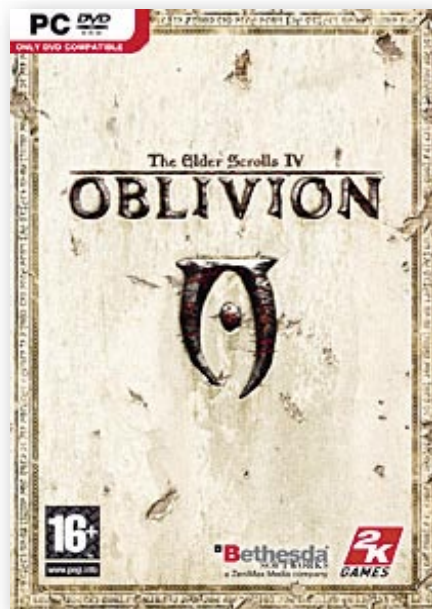 PC DVD
ONLY DVD COMPATIBLE
The Elder Scrolls IV
OBLIVION
16+
www.pegi.info
Bethesda
SOFTWORKS
a ZeniMax Media company
2K
GAMES